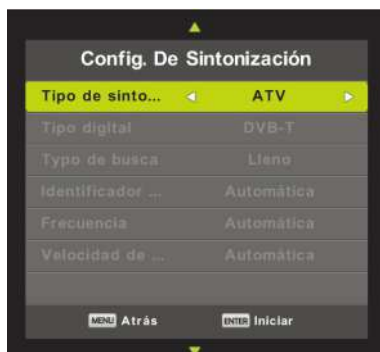 Config. De Sintonización
Tipo de sinto... ATV
Tipo digital DVB-T
Typo de busca Lleno
Identificador ... Automática
Frecuencia Automática
Velocidad de ... Automática
MENU Atrás ENTER Iniciar